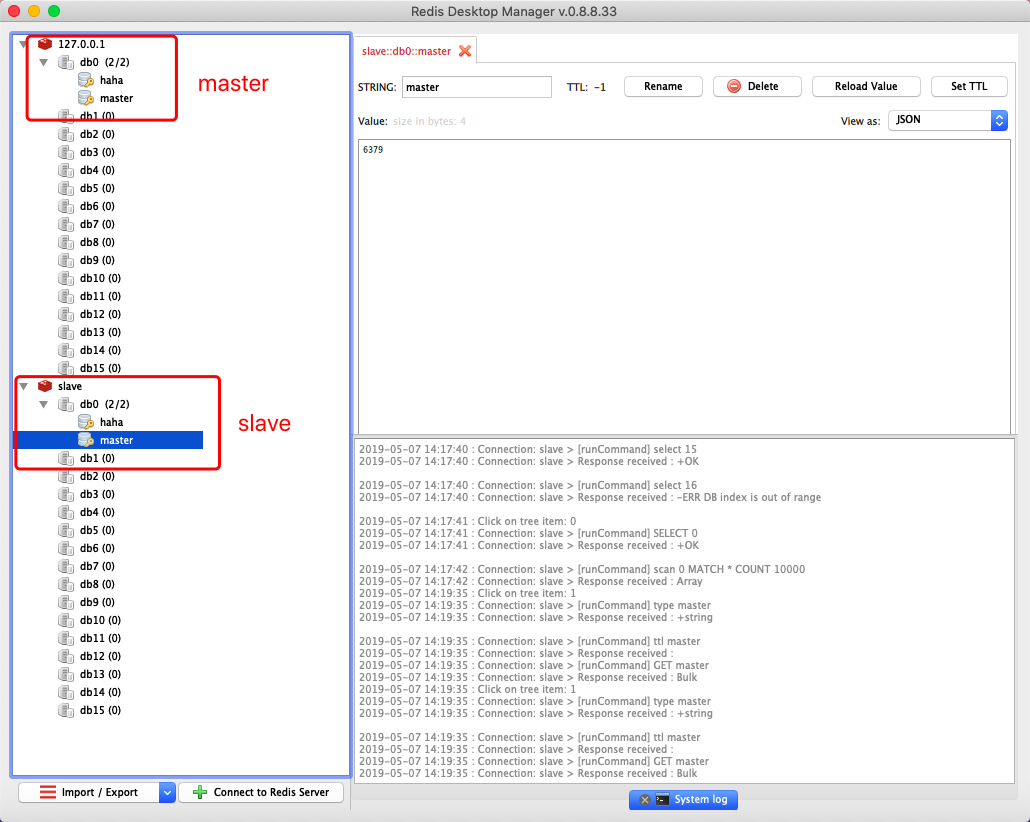 Redis Desktop Manager v.0.8.8.33
127.0.0.1
db0 (2/2)
haha
master
db1 (0)
db2 (0)
db3 (0)
db4 (0)
db5 (0)
db6 (0)
db7 (0)
db8 (0)
db9 (0)
db10 (0)
db11 (0)
db12 (0)
db13 (0)
db14 (0)
db15 (0)
master
slave
db0 (2/2)
haha
master
db1 (0)
db2 (0)
db3 (0)
db4 (0)
db5 (0)
db6 (0)
db7 (0)
db8 (0)
db9 (0)
db10 (0)
db11 (0)
db12 (0)
db13 (0)
db14 (0)
db15 (0)
slave
Import / Export
Connect to Redis Server
slave::db0::master
STRING: master TTL: -1 Rename Delete Reload Value Set TTL
Value: size in bytes: 4 View as: JSON
6379
2019-05-07 14:17:40 : Connection: slave > [runCommand] select 15
2019-05-07 14:17:40 : Connection: slave > Response received : +OK
2019-05-07 14:17:40 : Connection: slave > [runCommand] select 16
2019-05-07 14:17:40 : Connection: slave > Response received : -ERR DB index is out of range
2019-05-07 14:17:41 : Click on tree item: 0
2019-05-07 14:17:41 : Connection: slave > [runCommand] SELECT 0
2019-05-07 14:17:41 : Connection: slave > Response received : +OK
2019-05-07 14:17:42 : Connection: slave > [runCommand] scan 0 MATCH * COUNT 10000
2019-05-07 14:17:42 : Connection: slave > Response received : Array
2019-05-07 14:19:35 : Click on tree item: 1
2019-05-07 14:19:35 : Connection: slave > [runCommand] type master
2019-05-07 14:19:35 : Connection: slave > Response received : +string
2019-05-07 14:19:35 : Connection: slave > [runCommand] ttl master
2019-05-07 14:19:35 : Connection: slave > Response received :
2019-05-07 14:19:35 : Connection: slave > [runCommand] GET master
2019-05-07 14:19:35 : Connection: slave > Response received : Bulk
2019-05-07 14:19:35 : Click on tree item: 1
2019-05-07 14:19:35 : Connection: slave > [runCommand] type master
2019-05-07 14:19:35 : Connection: slave > Response received : +string
2019-05-07 14:19:35 : Connection: slave > [runCommand] ttl master
2019-05-07 14:19:35 : Connection: slave > Response received :
2019-05-07 14:19:35 : Connection: slave > [runCommand] GET master
2019-05-07 14:19:35 : Connection: slave > Response received : Bulk
System log